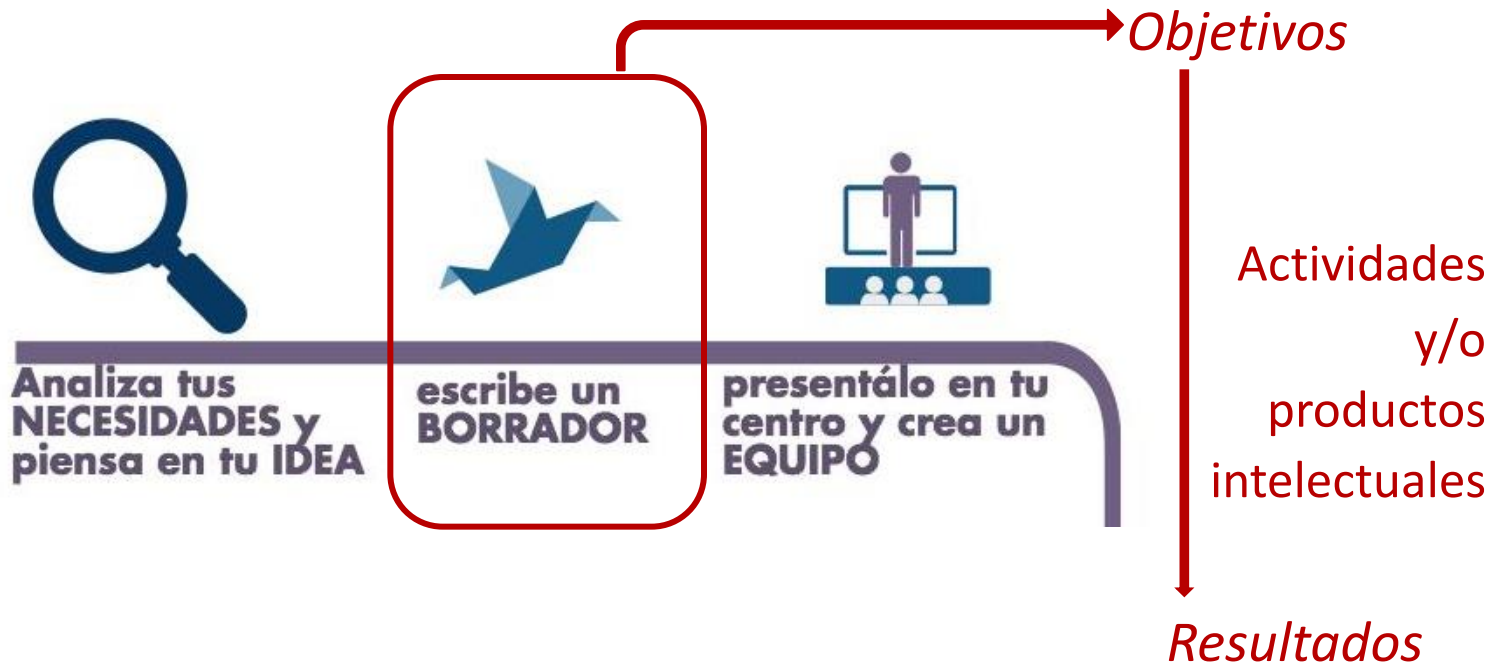 Objetivos
Analiza tus
NECESIDADES y
piensa en tu IDEA
escribe un
BORRADOR
presentálo en tu
centro y crea un
EQUIPO
Actividades
y/o
productos
intelectuales
Resultados